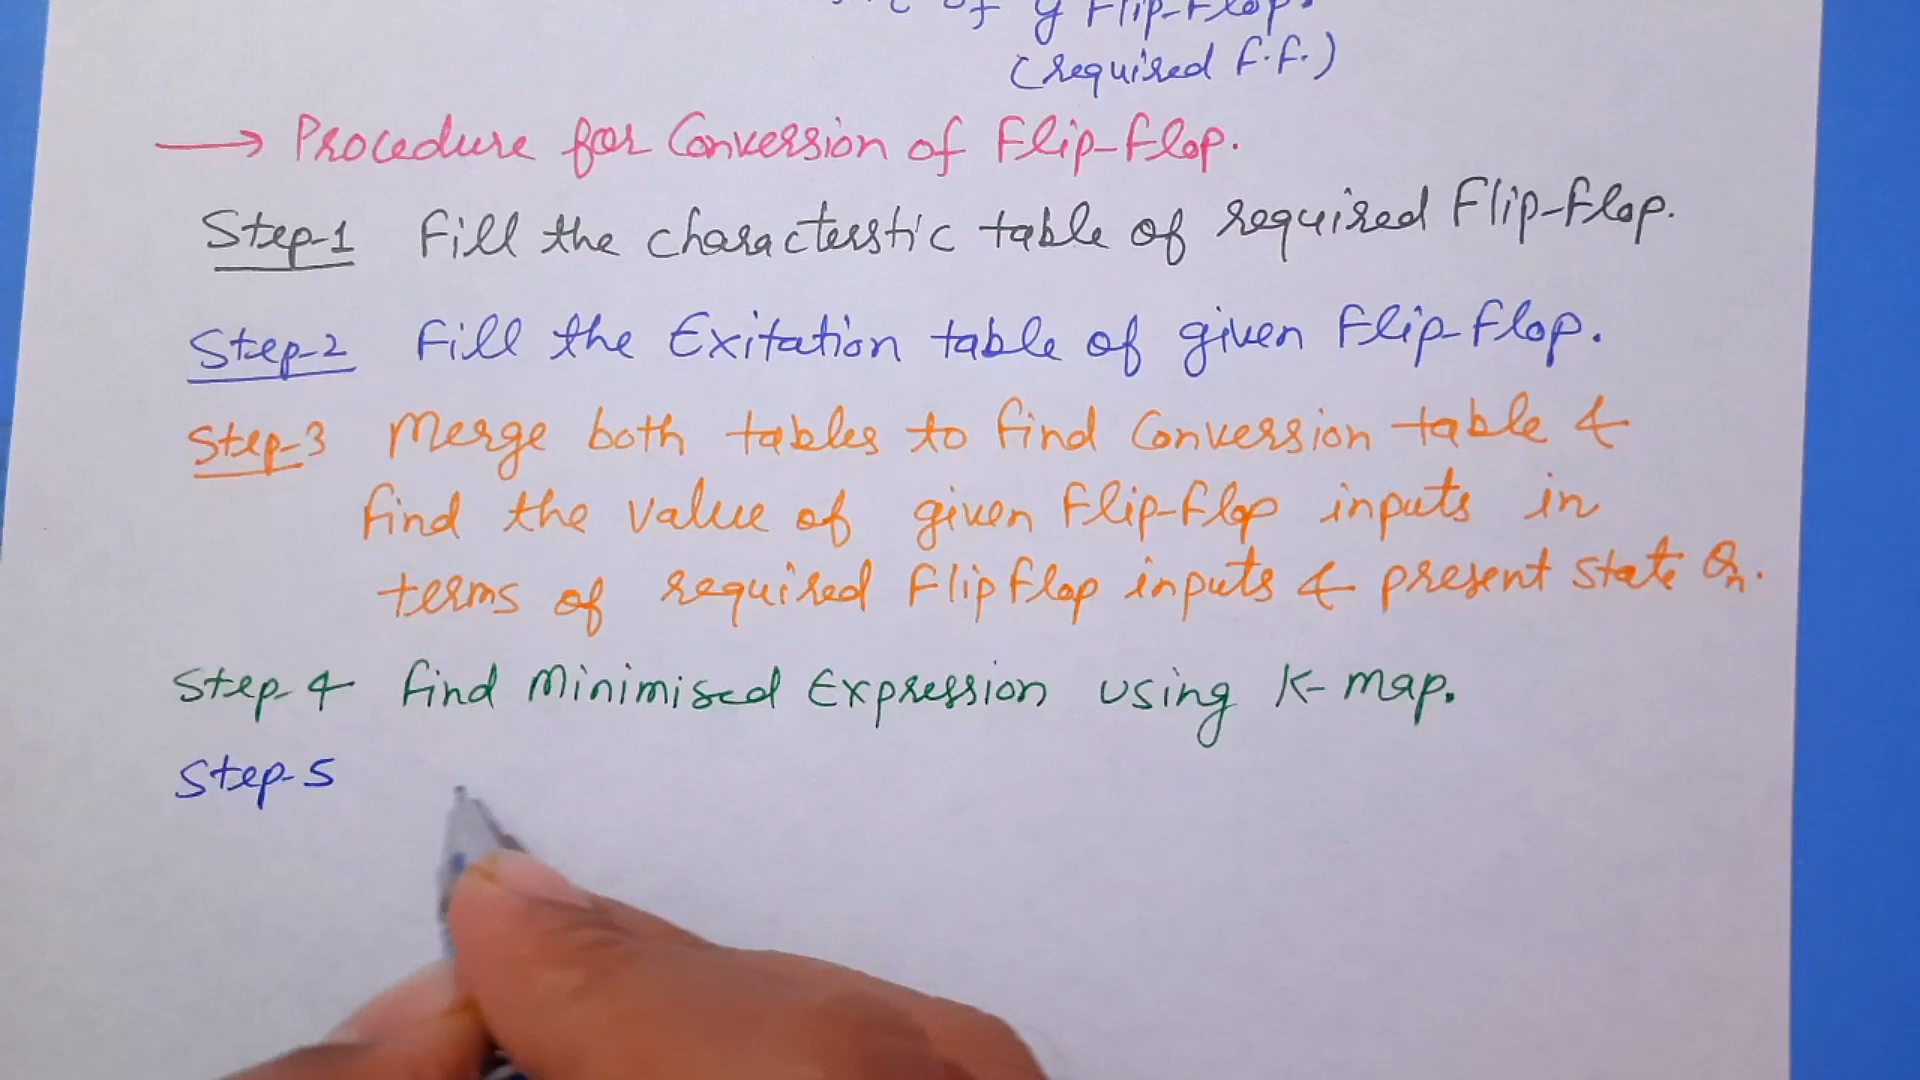 of y Flip-Flop.
(required f.f.)
→ Procedure for Conversion of Flip-flop.
Step-1 Fill the characterstic table of required Flip-flop.
Step-2 Fill the Exitation table of given Flip-flop.
Step-3 Merge both tables to find Conversion table &
find the value of given flip-flop inputs in
terms of required flipflop inputs & present state Qn.
Step-4 find Minimised Expression using K-map.
Step-5